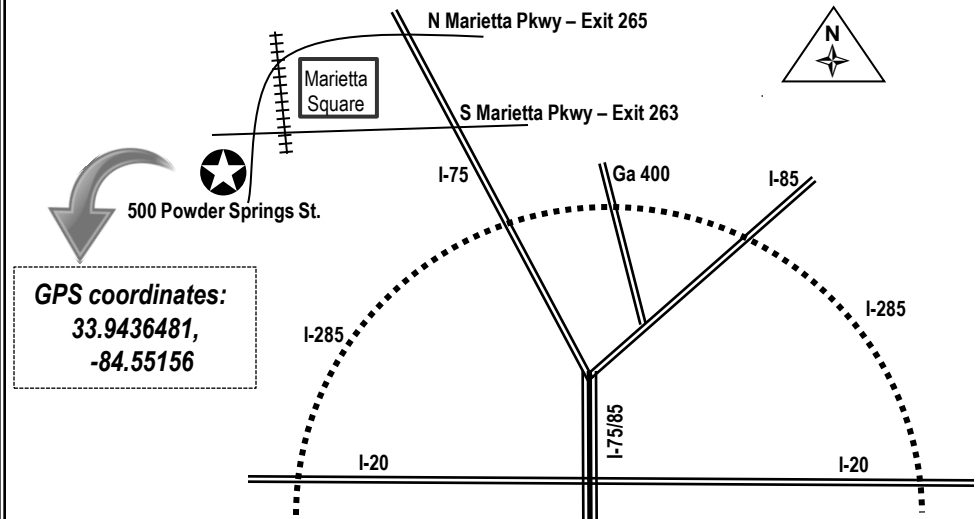 N Marietta Pkwy – Exit 265
N
Marietta
Square
S Marietta Pkwy – Exit 263
I-75
Ga 400
I-85
500 Powder Springs St.
GPS coordinates:
33.9436481,
-84.55156
I-285
I-285
I-75/85
I-20
I-20